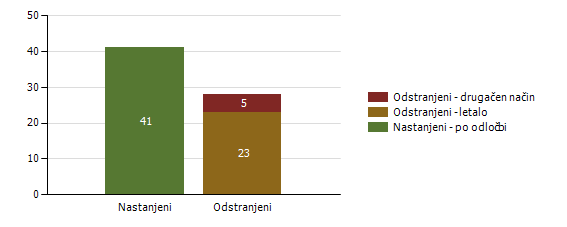 50
40
30
20
10
0
41
5
23
Nastanjeni
Odstranjeni
Odstranjeni - drugačen način
Odstranjeni - letalo
Nastanjeni - po odločbi